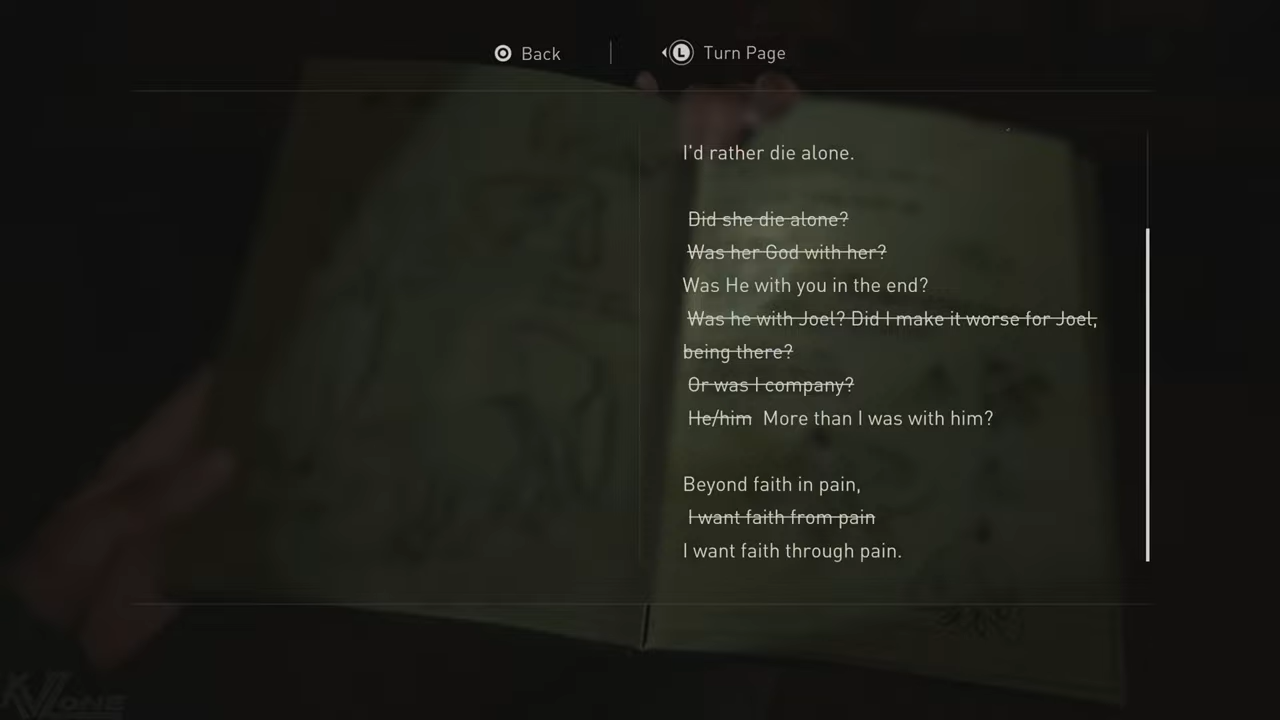 Back
L Turn Page
I'd rather die alone.
Did she die alone?
Was her God with her?
Was He with you in the end?
Was he with Joel? Did I make it worse for Joel,
being there?
Or was I company?
He/him More than I was with him?
Beyond faith in pain,
I want faith from pain
I want faith through pain.
KVZONE